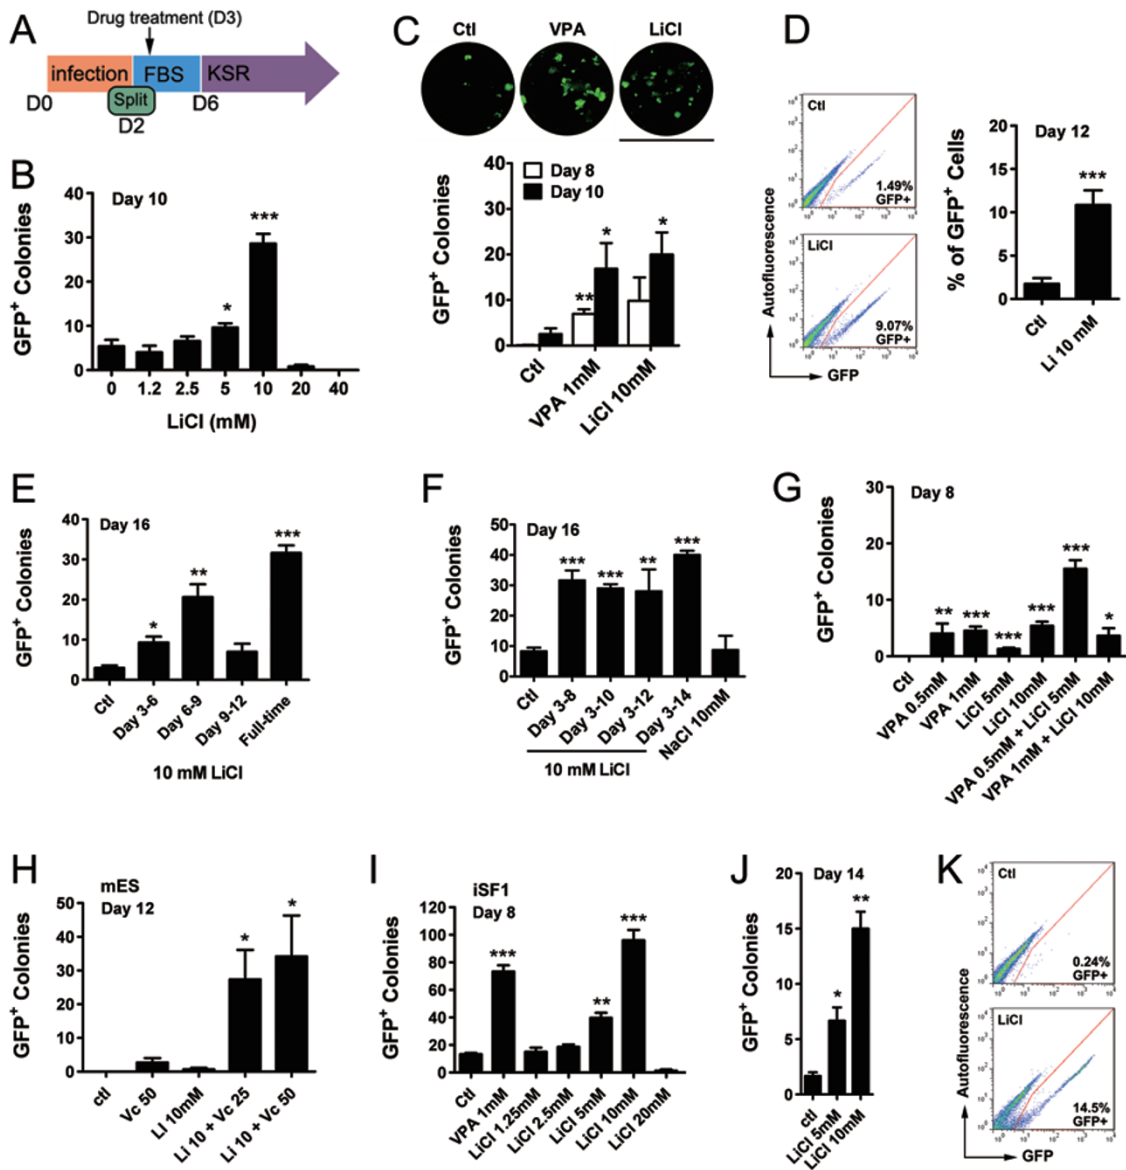 A
Drug treatment (D3)
infection
FBS
KSR
D0
Split
D6
D2
B
GFP+ Colonies
40
30
20
10
0
Day 10
*
***
0 1.2 2.5 5 10 20 40
LiCl (mM)
C
Ctl VPA LiCl
GFP+ Colonies
40
30
20
10
0
Day 8
Day 10
**
*
*
Ctl
VPA 1mM
LiCl 10mM
D
Autofluorescence
Ctl
1.49%
GFP+
LiCl
9.07%
GFP+
GFP
% of GFP+ Cells
20
15
10
5
0
Day 12
***
Ctl
Li 10 mM
E
GFP+ Colonies
40
30
20
10
0
Day 16
*
**
***
Ctl
Day 3-6
Day 6-9
Day 9-12
Full-time
10 mM LiCl
F
GFP+ Colonies
50
40
30
20
10
0
Day 16
***
***
**
***
Ctl
Day 3-8
Day 3-10
Day 3-12
Day 3-14
NaCl 10mM
10 mM LiCl
G
GFP+ Colonies
30
20
10
0
Day 8
**
***
***
***
***
*
Ctl
VPA 0.5mM
VPA 1mM
LiCl 5mM
LiCl 10mM
VPA 0.5mM + LiCl 5mM
VPA 1mM + LiCl 10mM
H
mES
Day 12
GFP+ Colonies
50
40
30
20
10
0
*
*
ctl
Vc 50
Li 10mM
Li 10 + Vc 25
Li 10 + Vc 50
I
iSF1
Day 8
GFP+ Colonies
120
100
80
60
40
20
0
***
**
***
Ctl
VPA 1mM
LiCl 1.25mM
LiCl 2.5mM
LiCl 5mM
LiCl 10mM
LiCl 20mM
J
Day 14
GFP+ Colonies
20
15
10
5
0
*
**
ctl
LiCl 5mM
LiCl 10mM
K
Autofluorescence
Ctl
0.24%
GFP+
LiCl
14.5%
GFP+
GFP